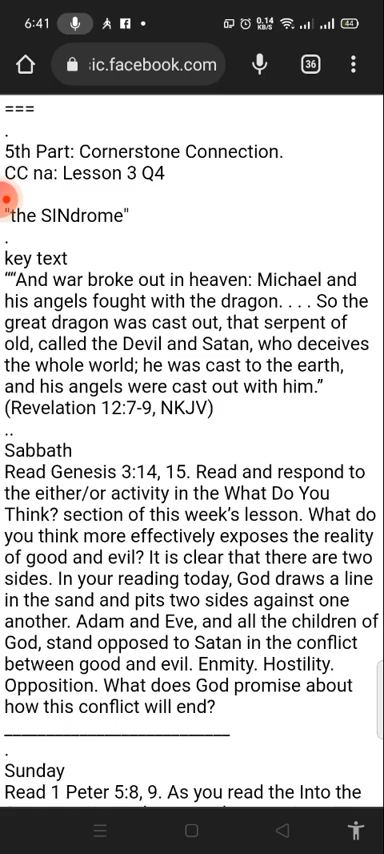 6:41
0.14
KB/S
44
sic.facebook.com
36
===
.
5th Part: Cornerstone Connection.
CC na: Lesson 3 Q4
"the SINdrome"
.
key text
““And war broke out in heaven: Michael and
his angels fought with the dragon. . . . So the
great dragon was cast out, that serpent of
old, called the Devil and Satan, who deceives
the whole world; he was cast to the earth,
and his angels were cast out with him.”
(Revelation 12:7-9, NKJV)
..
Sabbath
Read Genesis 3:14, 15. Read and respond to
the either/or activity in the What Do You
Think? section of this week’s lesson. What do
you think more effectively exposes the reality
of good and evil? It is clear that there are two
sides. In your reading today, God draws a line
in the sand and pits two sides against one
another. Adam and Eve, and all the children of
God, stand opposed to Satan in the conflict
between good and evil. Enmity. Hostility.
Opposition. What does God promise about
how this conflict will end?
___________________________
.
Sunday
Read 1 Peter 5:8, 9. As you read the Into the